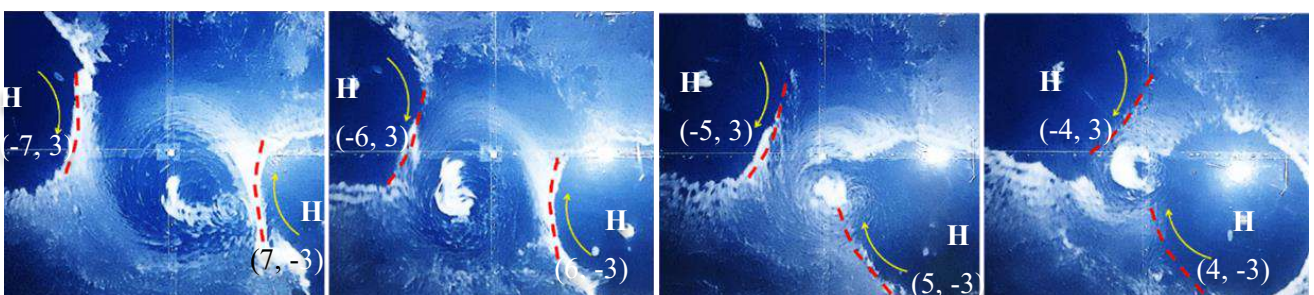 H
(-7, 3)
H
(7, -3)
H
(-6, 3)
H
(6, -3)
H
(-5, 3)
H
(5, -3)
H
(-4, 3)
H
(4, -3)